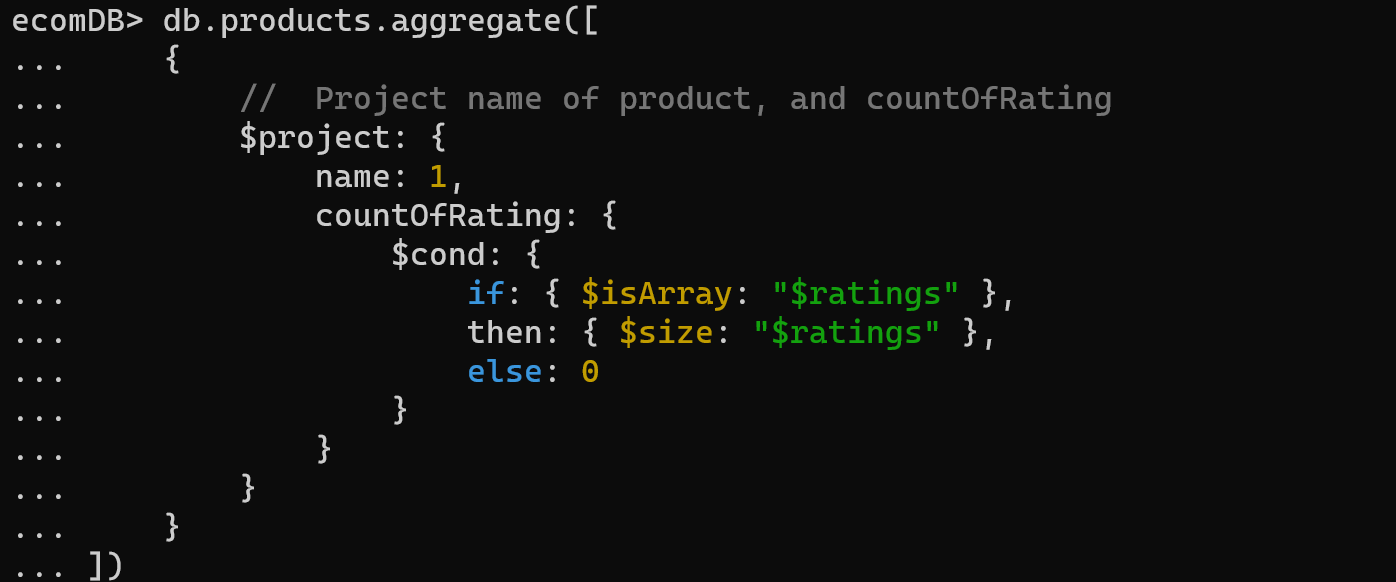 ecomDB> db.products.aggregate([
...     {
...         //  Project name of product, and countOfRating
...         $project: {
...             name: 1,
...             countOfRating: {
...                 $cond: {
...                     if: { $isArray: "$ratings" },
...                     then: { $size: "$ratings" },
...                     else: 0
...                 }
...             }
...         }
...     }
... ])